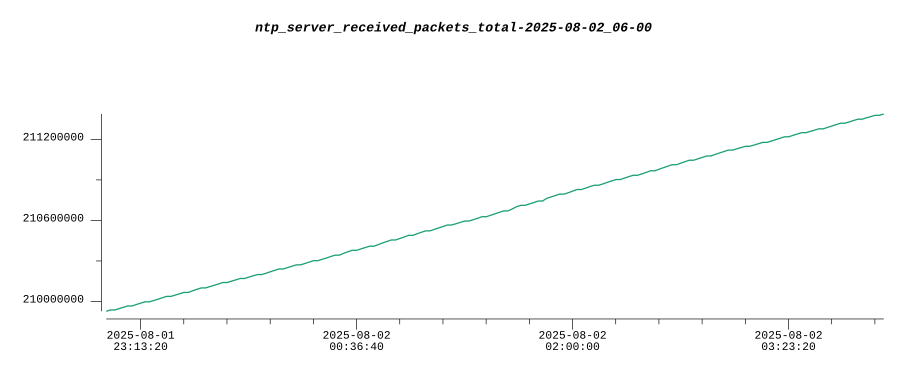 ntp_server_received_packets_total-2025-08-02_06-00
211200000
210600000
210000000
2025-08-01 2025-08-02 2025-08-02 2025-08-02
23:13:20 00:36:40 02:00:00 03:23:20